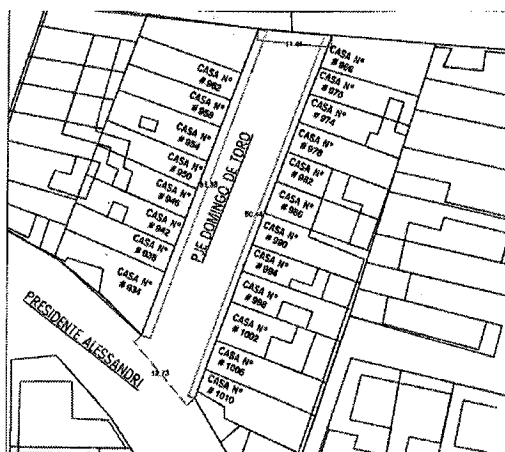 CASA N°
# 962
CASA N°
# 958
CASA N°
# 954
CASA N°
# 950
CASA N°
# 946
CASA N°
# 942
CASA N°
# 938
CASA N°
# 934
PJE. DOMINGO DE TORO
PRESIDENTE ALESSANDRI
CASA N°
# 966
CASA N°
# 970
CASA N°
# 974
CASA N°
# 978
CASA N°
# 982
CASA N°
# 986
CASA N°
# 990
CASA N°
# 994
CASA N°
# 998
CASA N°
# 1002
CASA N°
# 1006
CASA N°
# 1010